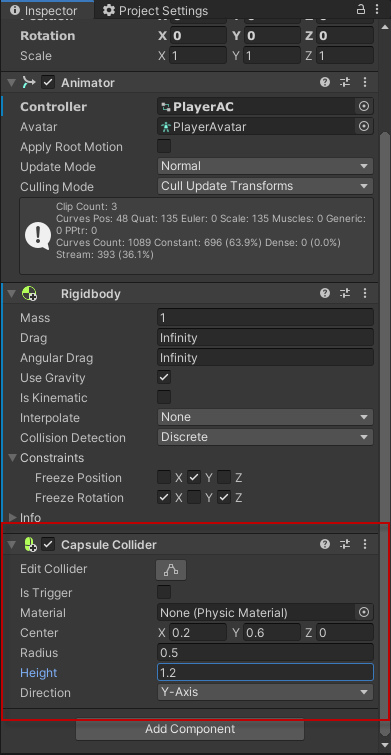 Inspector Project Settings
Rotation X 0 Y 0 Z 0
Scale X 1 Y 1 Z 1
Animator
Controller PlayerAC
Avatar PlayerAvatar
Apply Root Motion
Update Mode Normal
Culling Mode Cull Update Transforms
Clip Count: 3
Curves Pos: 48 Quat: 135 Euler: 0 Scale: 135 Muscles: 0 Generic:
0 PPtr: 0
Curves Count: 1089 Constant: 696 (63.9%) Dense: 0 (0.0%)
Stream: 393 (36.1%)
Rigidbody
Mass 1
Drag Infinity
Angular Drag Infinity
Use Gravity
Is Kinematic
Interpolate None
Collision Detection Discrete
Constraints
Freeze Position X Y Z
Freeze Rotation X Y Z
Info
Capsule Collider
Edit Collider
Is Trigger
Material None (Physic Material)
Center X 0.2 Y 0.6 Z 0
Radius 0.5
Height 1.2
Direction Y-Axis
Add Component